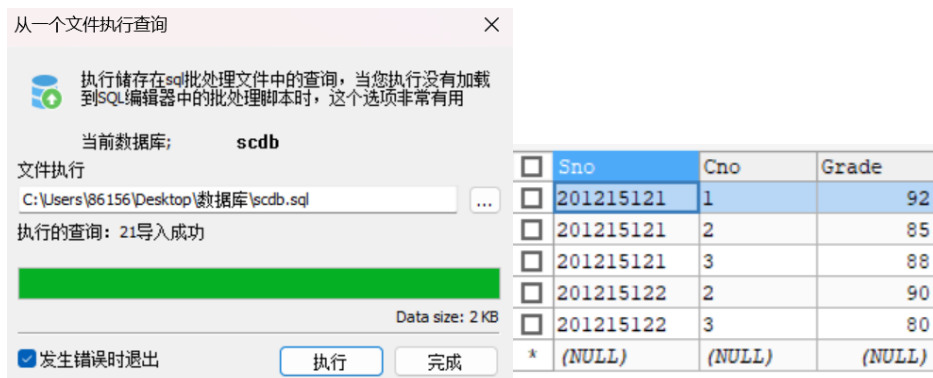 从一个文件执行查询
执行储存在sql批处理文件中的查询，当您执行没有加载
到SQL编辑器中的批处理脚本时，这个选项非常有用
当前数据库; scdb
文件执行
C:\Users\86156\Desktop\数据库\scdb.sql ...
执行的查询：21导入成功
Data size: 2 KB
发生错误时退出 执行 完成
Sno Cno Grade
201215121 1 92
201215121 2 85
201215121 3 88
201215122 2 90
201215122 3 80
* (NULL) (NULL) (NULL)